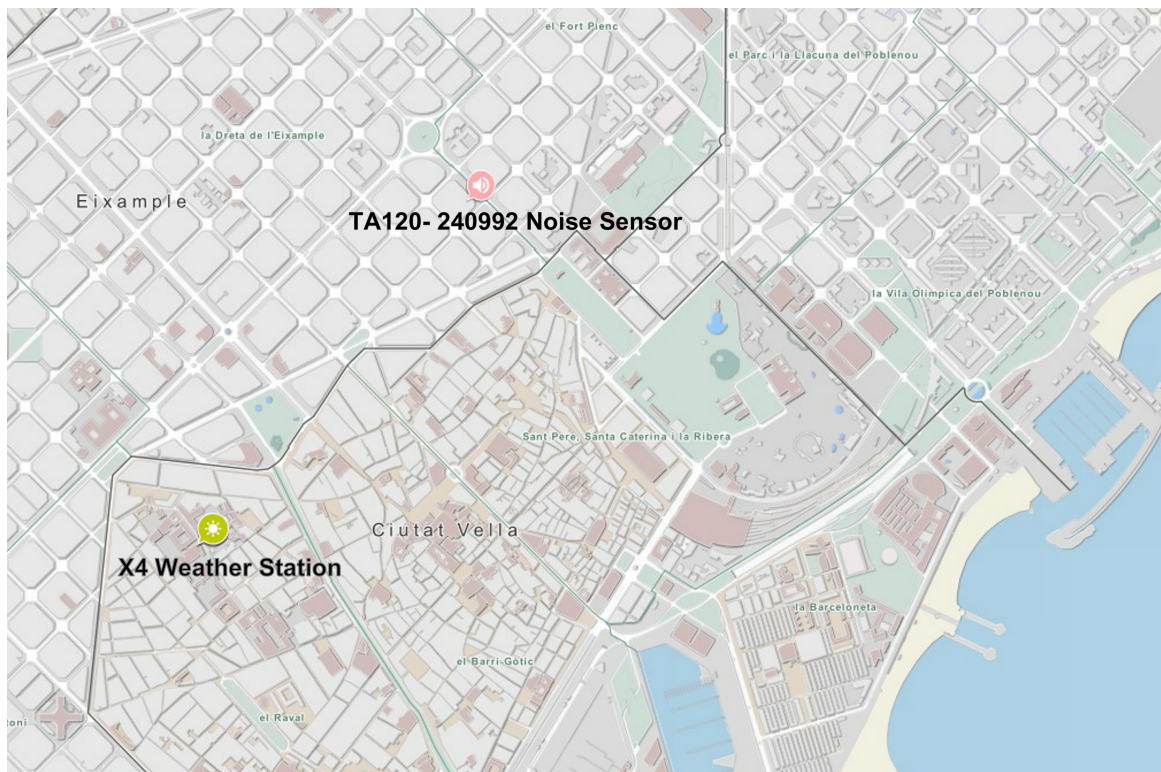 el Fort Pienc
el Parc i la Llacuna del Poblenou
la Dreta de l'Eixample
Eixample
TA120- 240992 Noise Sensor
la Vila Olímpica del Poblenou
Sant Pere, Santa Caterina i la Ribera
Ciutat Vella
X4 Weather Station
la Barceloneta
el Barri Gòtic
el Raval
toni